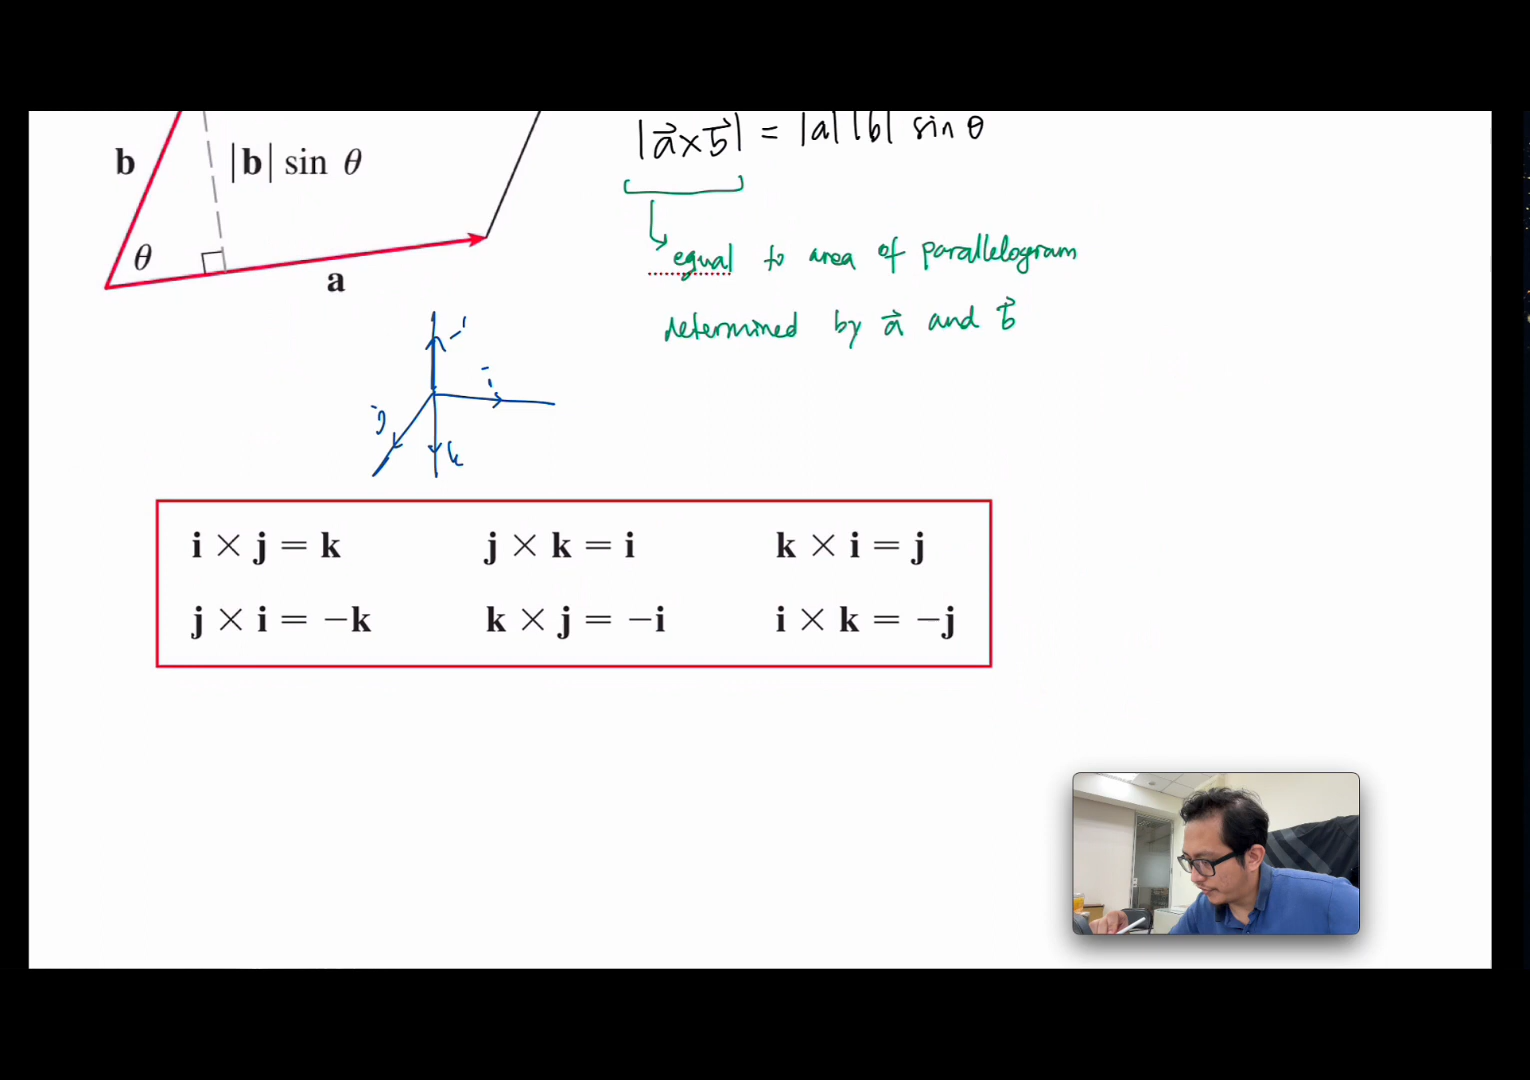 |a⃗×b⃗| = |a||b| sin θ
b
|b| sin θ
θ
equal to area of parallelogram
a
determined by a⃗ and b⃗
i
j
k
i × j = k j × k = i k × i = j
j × i = −k k × j = −i i × k = −j